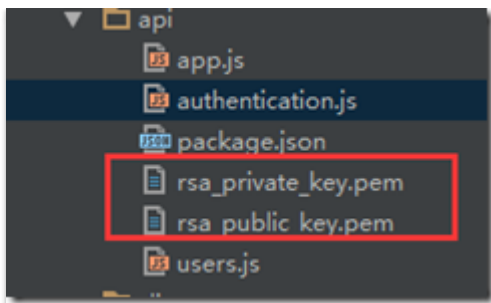 api
app.js
authentication.js
package.json
rsa_private_key.pem
rsa_public_key.pem
users.js